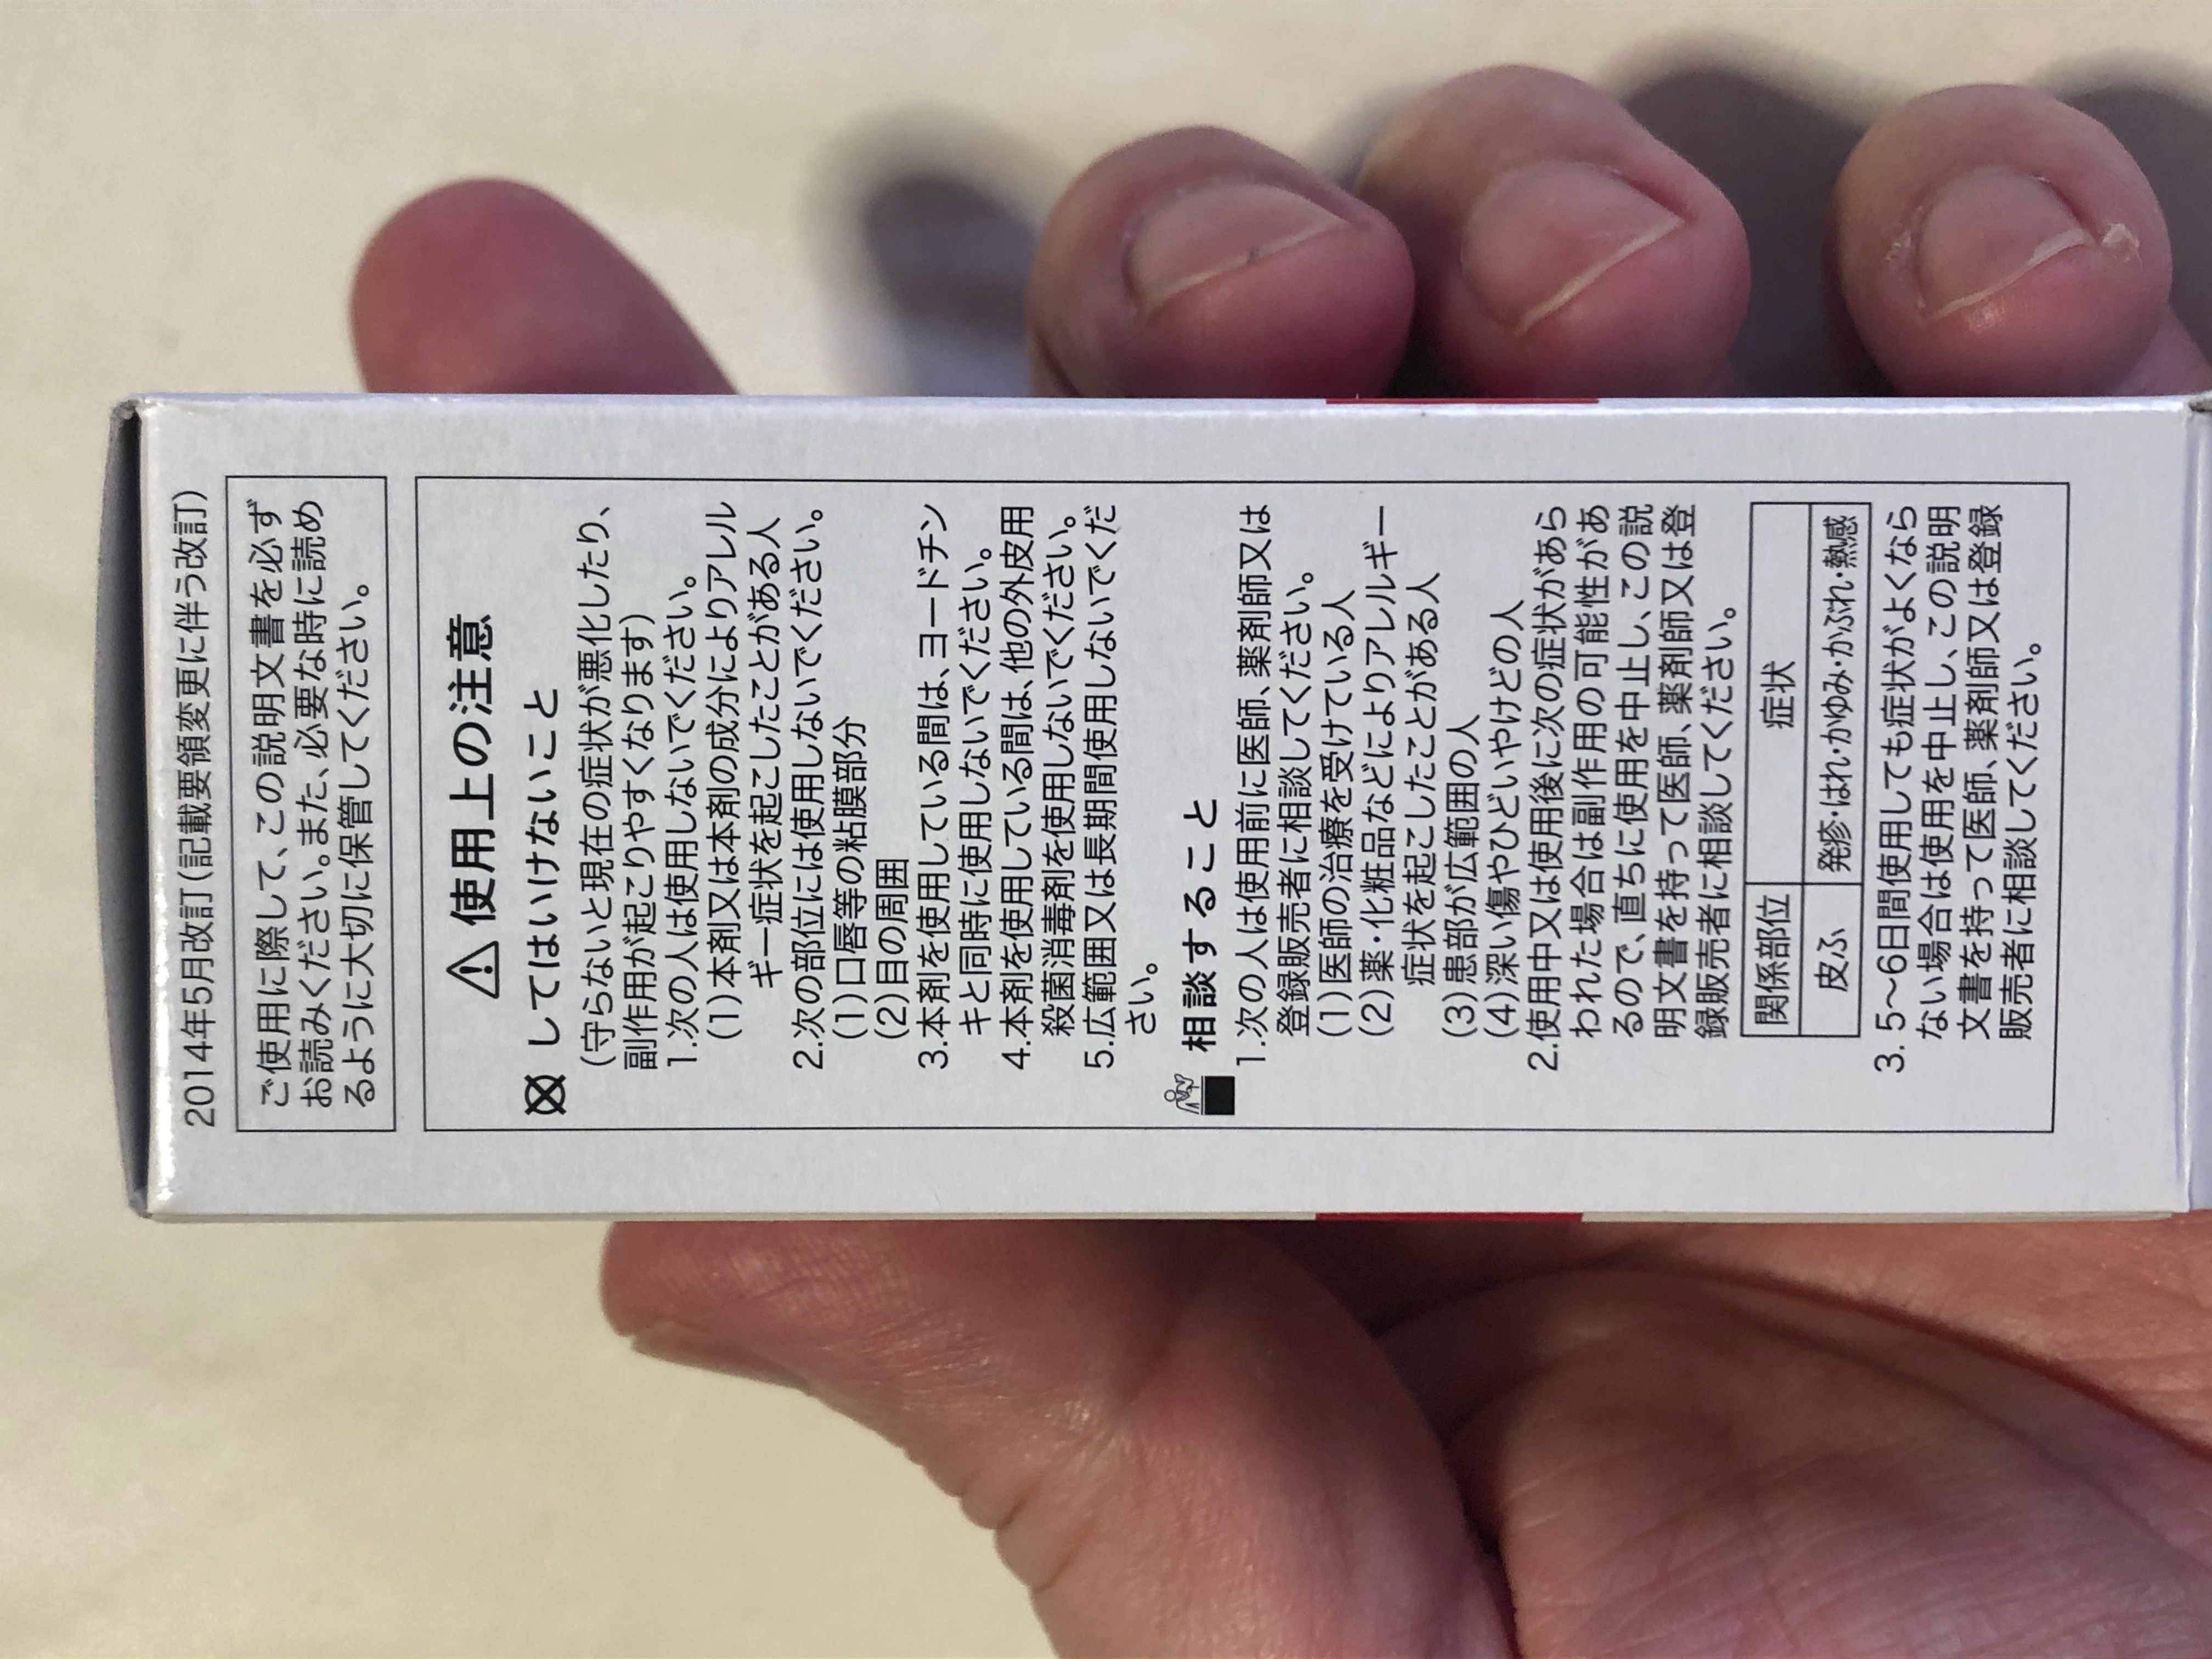 2014年5月改訂(記載要領変更に伴う改訂)
ご使用に際して、この説明文書を必ず
お読みください。また、必要な時に読め
るように大切に保管してください。
⚠使用上の注意
してはいけないこと
(守らないと現在の症状が悪化したり、
副作用が起こりやすくなります)
1.次の人は使用しないでください。
(1)本剤又は本剤の成分によりアレル
ギー症状を起こしたことがある人
2.次の部位には使用しないでください。
(1)口唇等の粘膜部分
(2)目の周囲
3.本剤を使用している間は、ヨードチン
キと同時に使用しないでください。
4.本剤を使用している間は、他の外皮用
殺菌消毒剤を使用しないでください。
5.広範囲又は長期間使用しないでくだ
さい。
相談すること
1.次の人は使用前に医師、薬剤師又は
登録販売者に相談してください。
(1)医師の治療を受けている人
(2)薬・化粧品などによりアレルギー
症状を起こしたことがある人
(3)患部が広範囲の人
(4)深い傷やひどいやけどの人
2.使用中又は使用後に次の症状があら
われた場合は副作用の可能性があ
るので、直ちに使用を中止し、この説
明文書を持って医師、薬剤師又は登
録販売者に相談してください。
関係部位 症状
皮ふ 発疹・はれ・かゆみ・かぶれ・熱感
3. 5〜6日間使用しても症状がよくなら
ない場合は使用を中止し、この説明
文書を持って医師、薬剤師又は登録
販売者に相談してください。